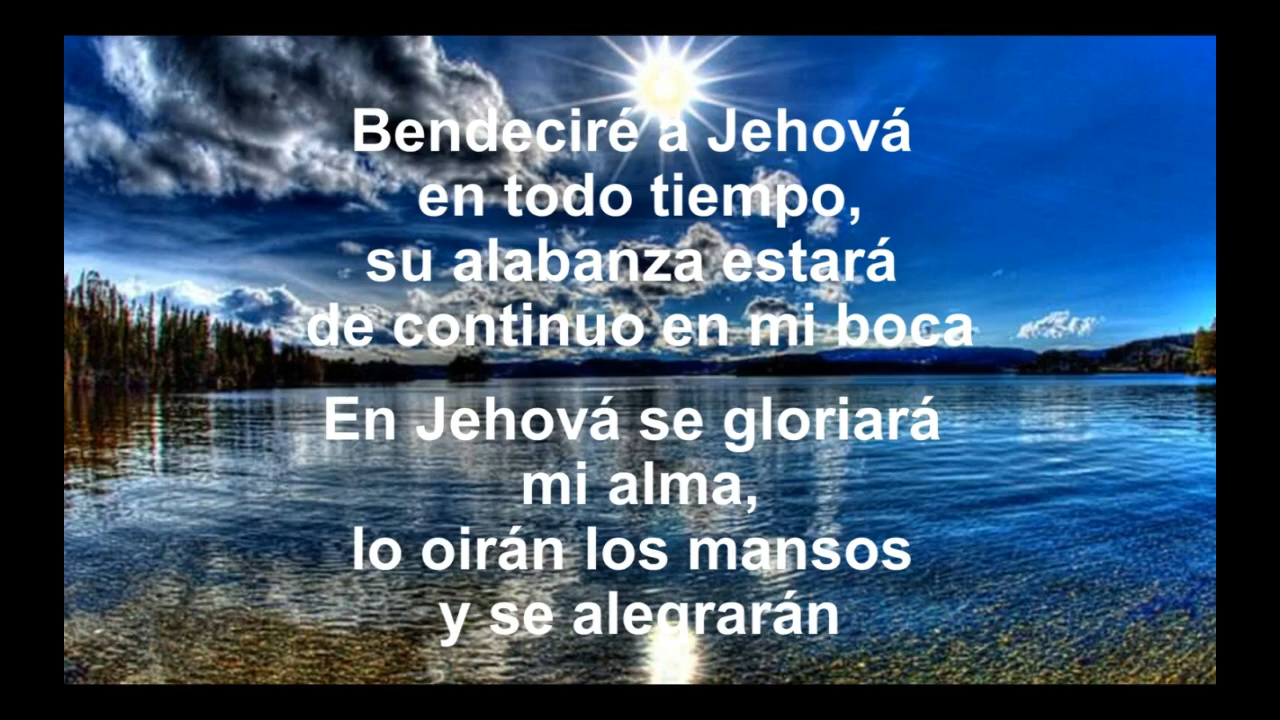 Bendeciré a Jehová
en todo tiempo,
su alabanza estará
de continuo en mi boca
En Jehová se gloriará
mi alma,
lo oirán los mansos
y se alegrarán